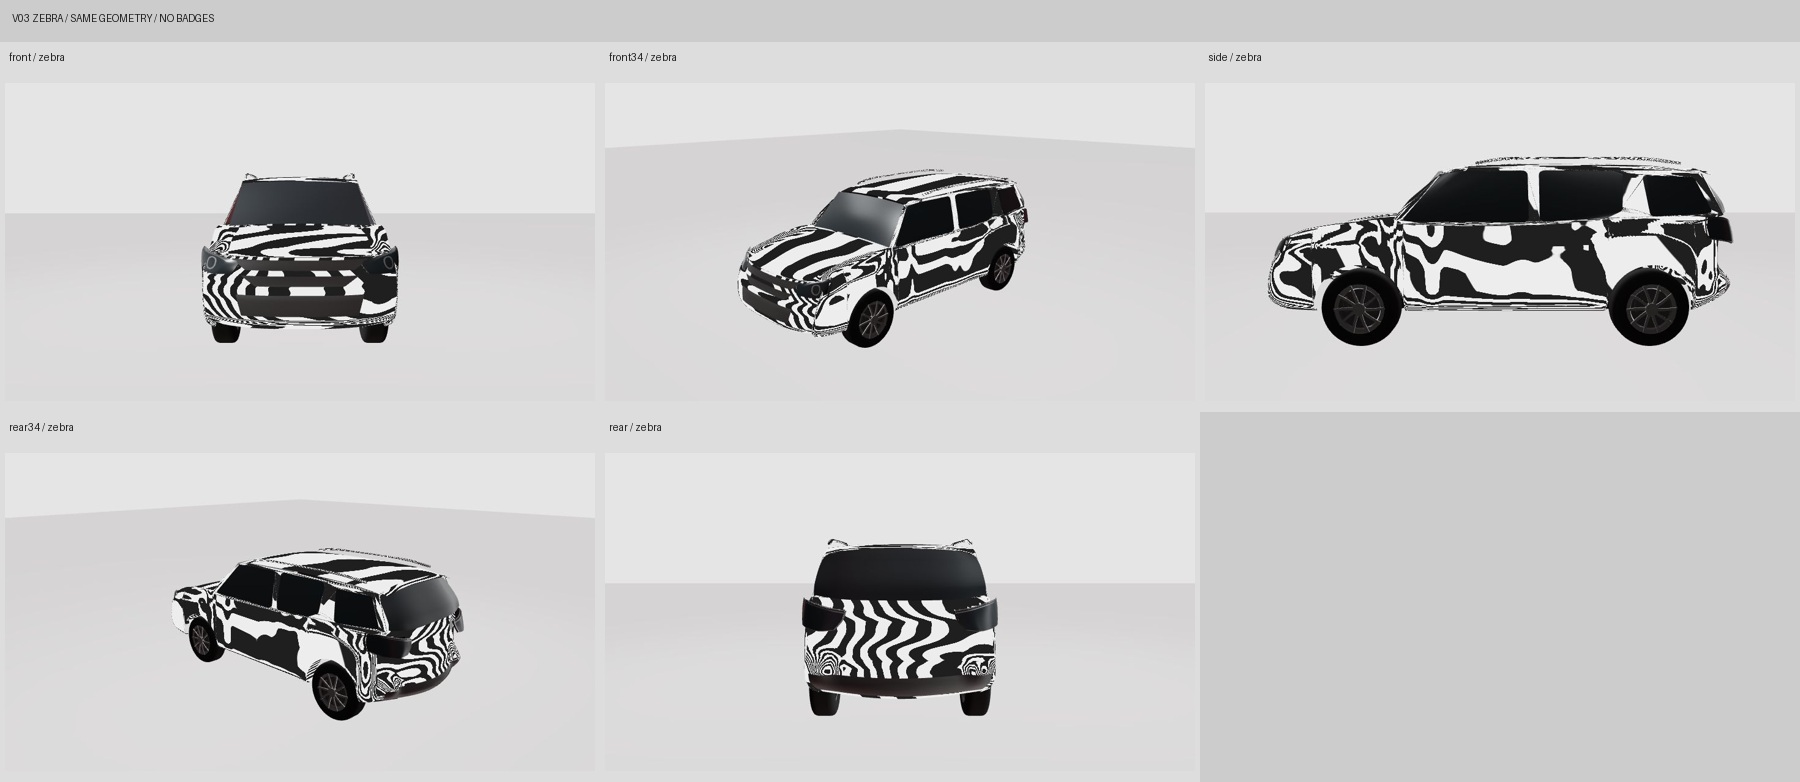 V03 ZEBRA / SAME GEOMETRY / NO BADGES
front / zebra
front34 / zebra
side / zebra
rear34 / zebra
rear / zebra